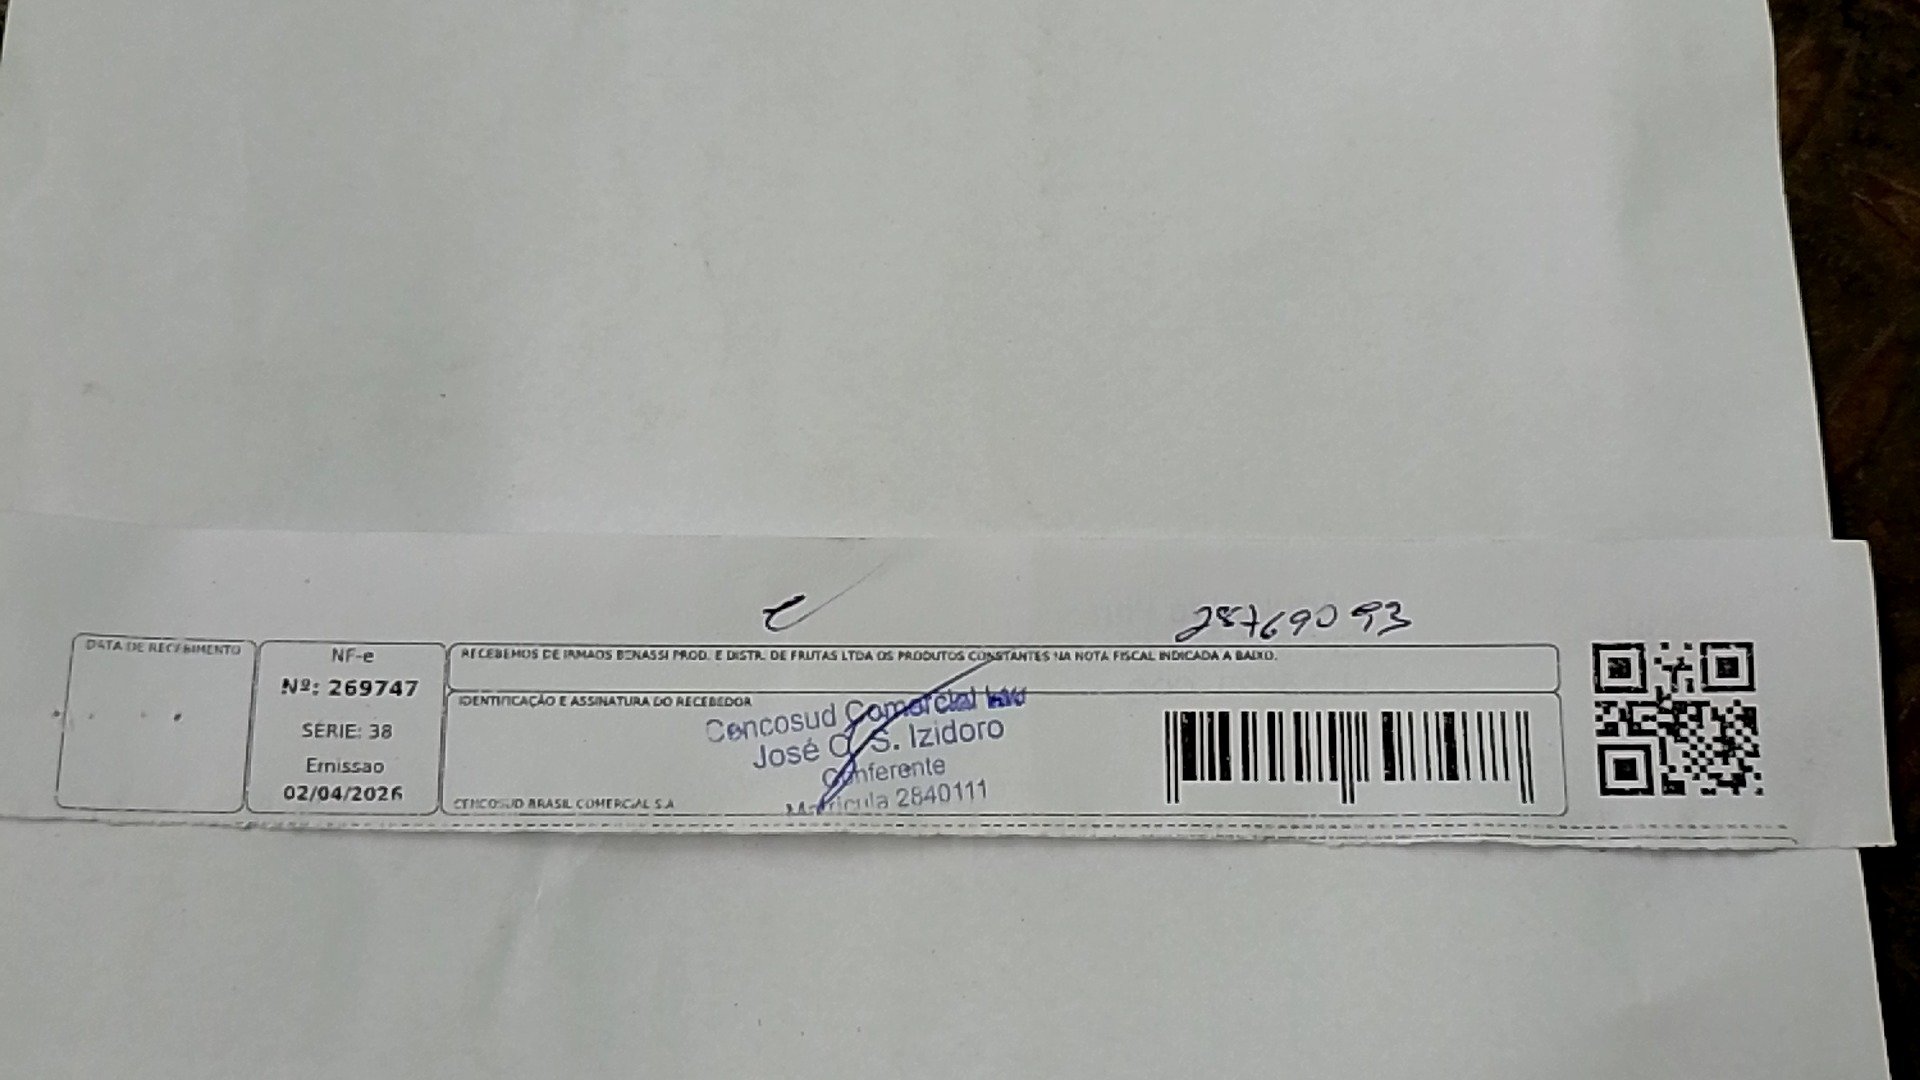 28769093
DATA DE RECEBIMENTO
NF-e
Nº: 269747
SERIE: 38
Emissao
02/04/2026
RECEBEMOS DE IRMAOS BENASSI PROD. E DISTR. DE FRUTAS LTDA OS PRODUTOS CONSTANTES NA NOTA FISCAL INDICADA A BAIXO.
IDENTIFICAÇÃO E ASSINATURA DO RECEBEDOR
Cencosud Comercial
José O. S. Izidoro
Conferente
Matricula 2840111
CENCOSUD BRASIL COMERCIAL S.A